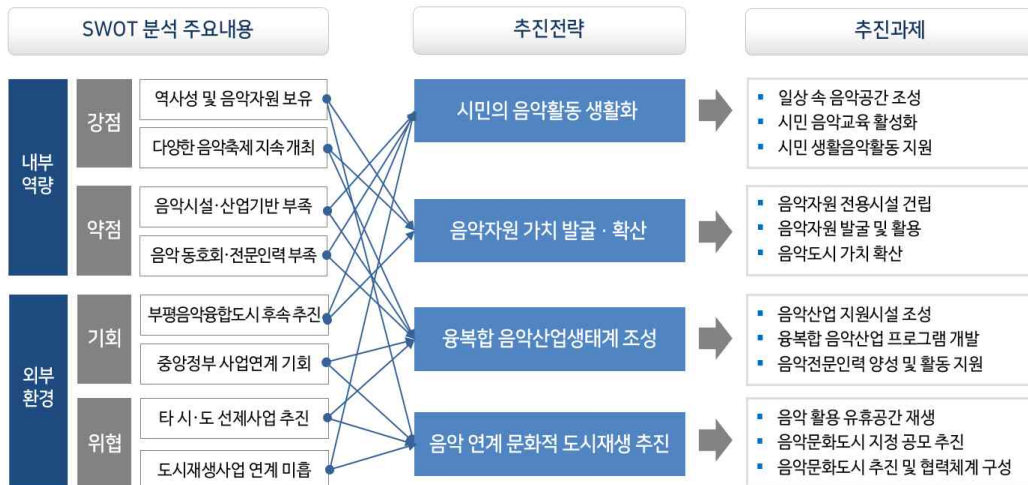 SWOT 분석 주요내용
추진전략
추진과제
내부
역량
강점
역사성 및 음악자원 보유
다양한 음악축제 지속 개최
약점
음악시설·산업기반 부족
음악 동호회·전문인력 부족
외부
환경
기회
부평음악융합도시 후속 추진
중앙정부 사업연계 기회
위협
타 시·도 선제사업 추진
도시재생사업 연계 미흡
시민의 음악활동 생활화
음악자원 가치 발굴 · 확산
융복합 음악산업생태계 조성
음악 연계 문화적 도시재생 추진
▪ 일상 속 음악공간 조성
▪ 시민 음악교육 활성화
▪ 시민 생활음악활동 지원
▪ 음악자원 전용시설 건립
▪ 음악자원 발굴 및 활용
▪ 음악도시 가치 확산
▪ 음악산업 지원시설 조성
▪ 융복합 음악산업 프로그램 개발
▪ 음악전문인력 양성 및 활동 지원
▪ 음악 활용 유휴공간 재생
▪ 음악문화도시 지정 공모 추진
▪ 음악문화도시 추진 및 협력체계 구성